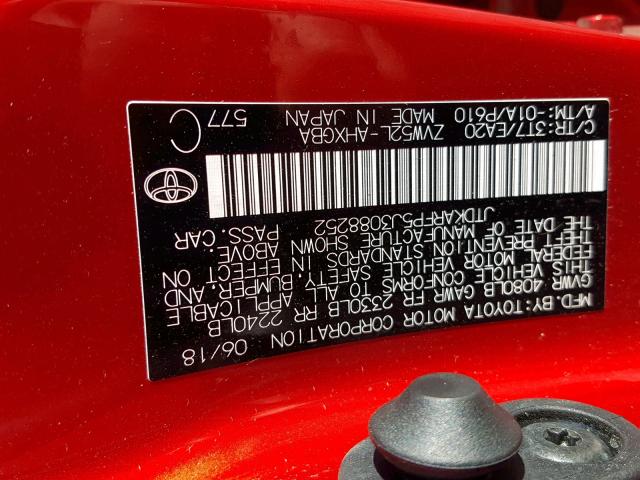 MFD.BY:TOYOTA MOTOR CORPORATION 06/18
GVWR 4080LB GAWR FR 2330LB RR 2240LB
THIS VEHICLE CONFORMS TO ALL APPLICABLE
FEDERAL MOTOR VEHICLE SAFETY, BUMPER, AND
THEFT PREVENTION STANDARDS IN EFFECT ON
THE DATE OF MANUFACTURE SHOWN ABOVE.
JTDKARFP5J3088252 PASS. CAR
C/TR:3T7/EA20 ZVW52L-AHXGBA 577 C
A/TM:-01A/P610 MADE IN JAPAN